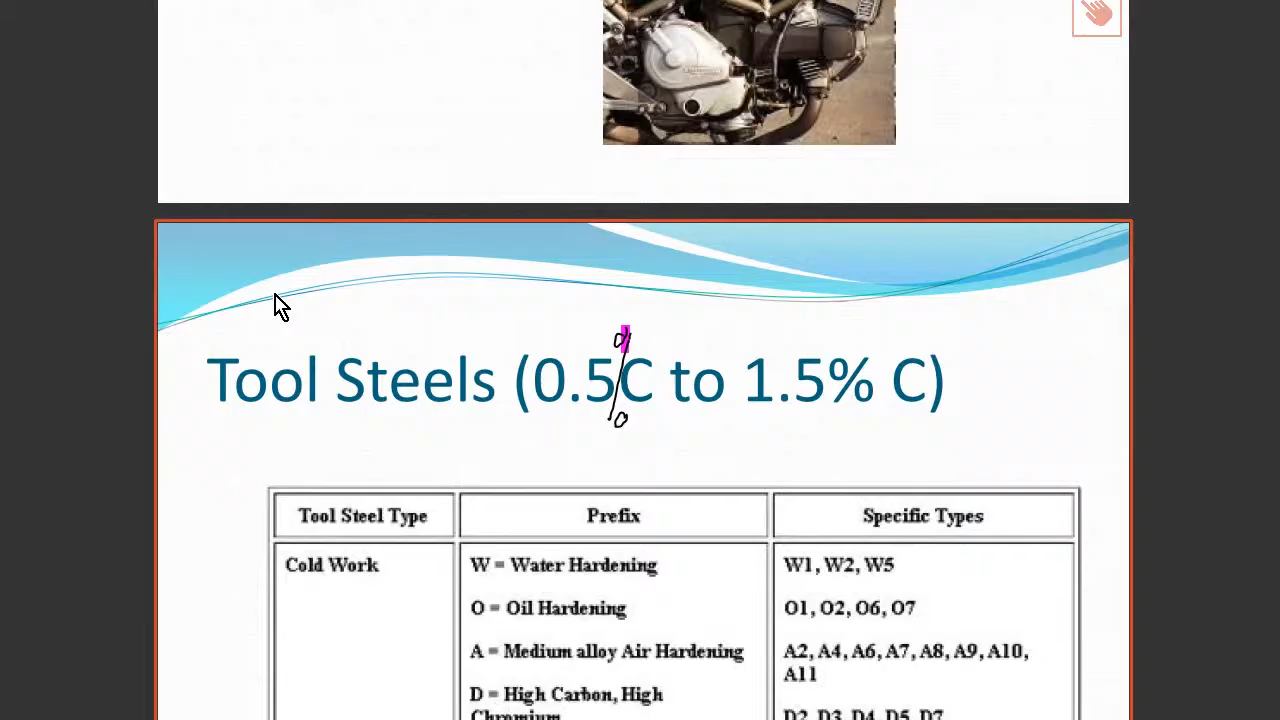 Tool Steels (0.5%C to 1.5% C)
Tool Steel Type Prefix Specific Types
Cold Work W = Water Hardening W1, W2, W5
O = Oil Hardening O1, O2, O6, O7
A = Medium alloy Air Hardening A2, A4, A6, A7, A8, A9, A10,
A11
D = High Carbon, High
Chromium D2, D3, D4, D5, D7